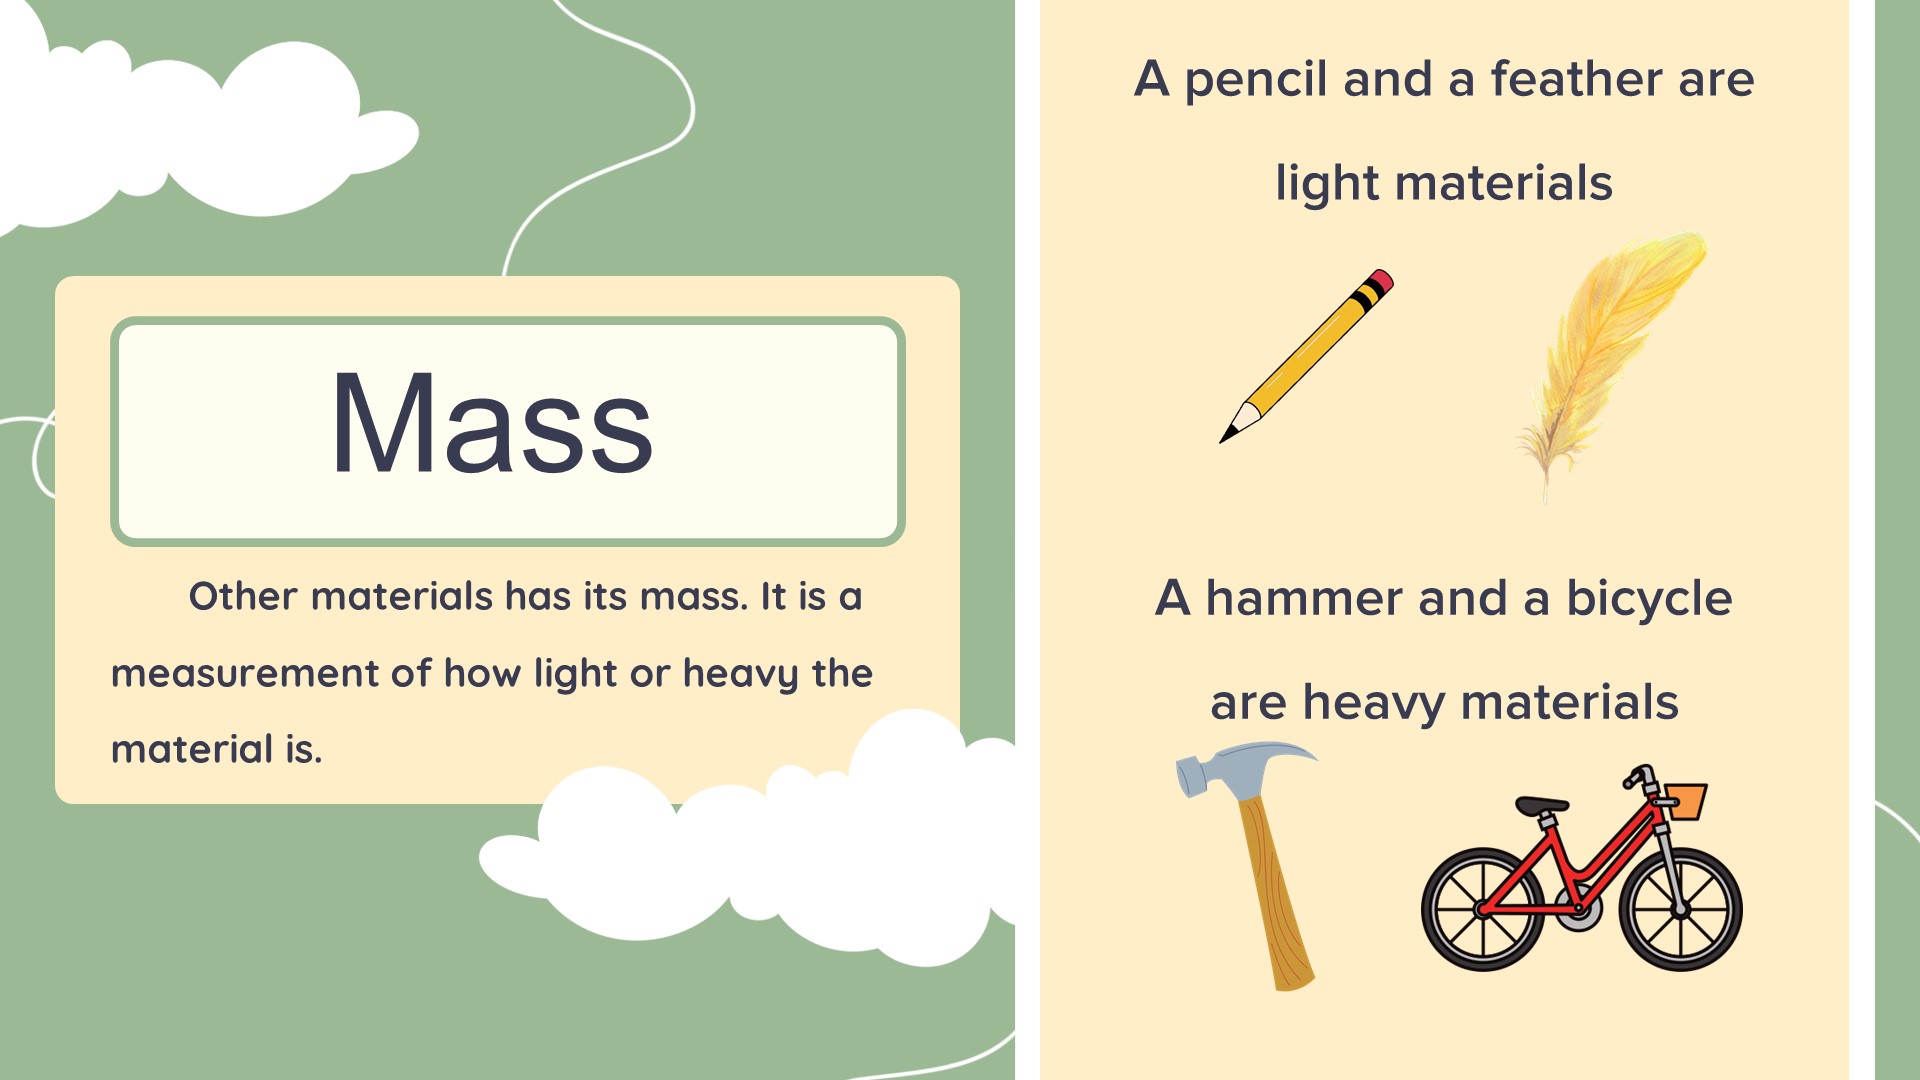 Mass
Other materials has its mass. It is a
measurement of how light or heavy the
material is.
A pencil and a feather are
light materials
A hammer and a bicycle
are heavy materials